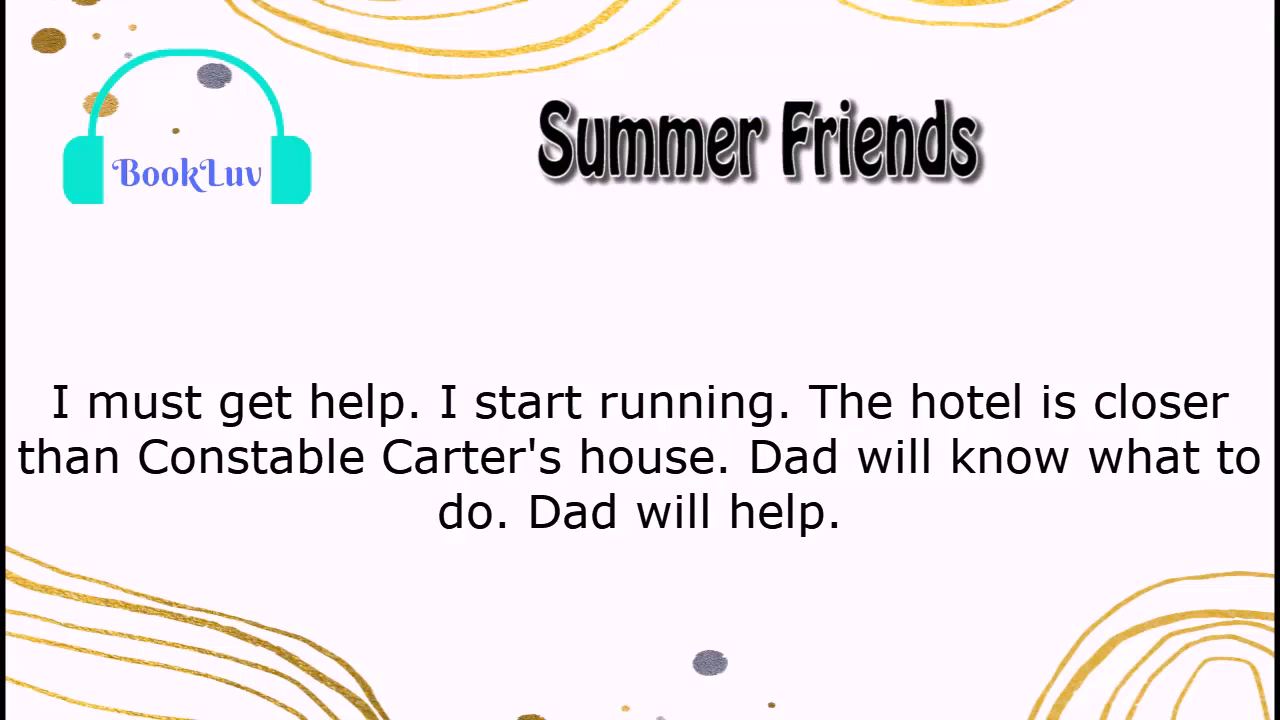 BookLuv
Summer Friends
I must get help. I start running. The hotel is closer
than Constable Carter's house. Dad will know what to
do. Dad will help.